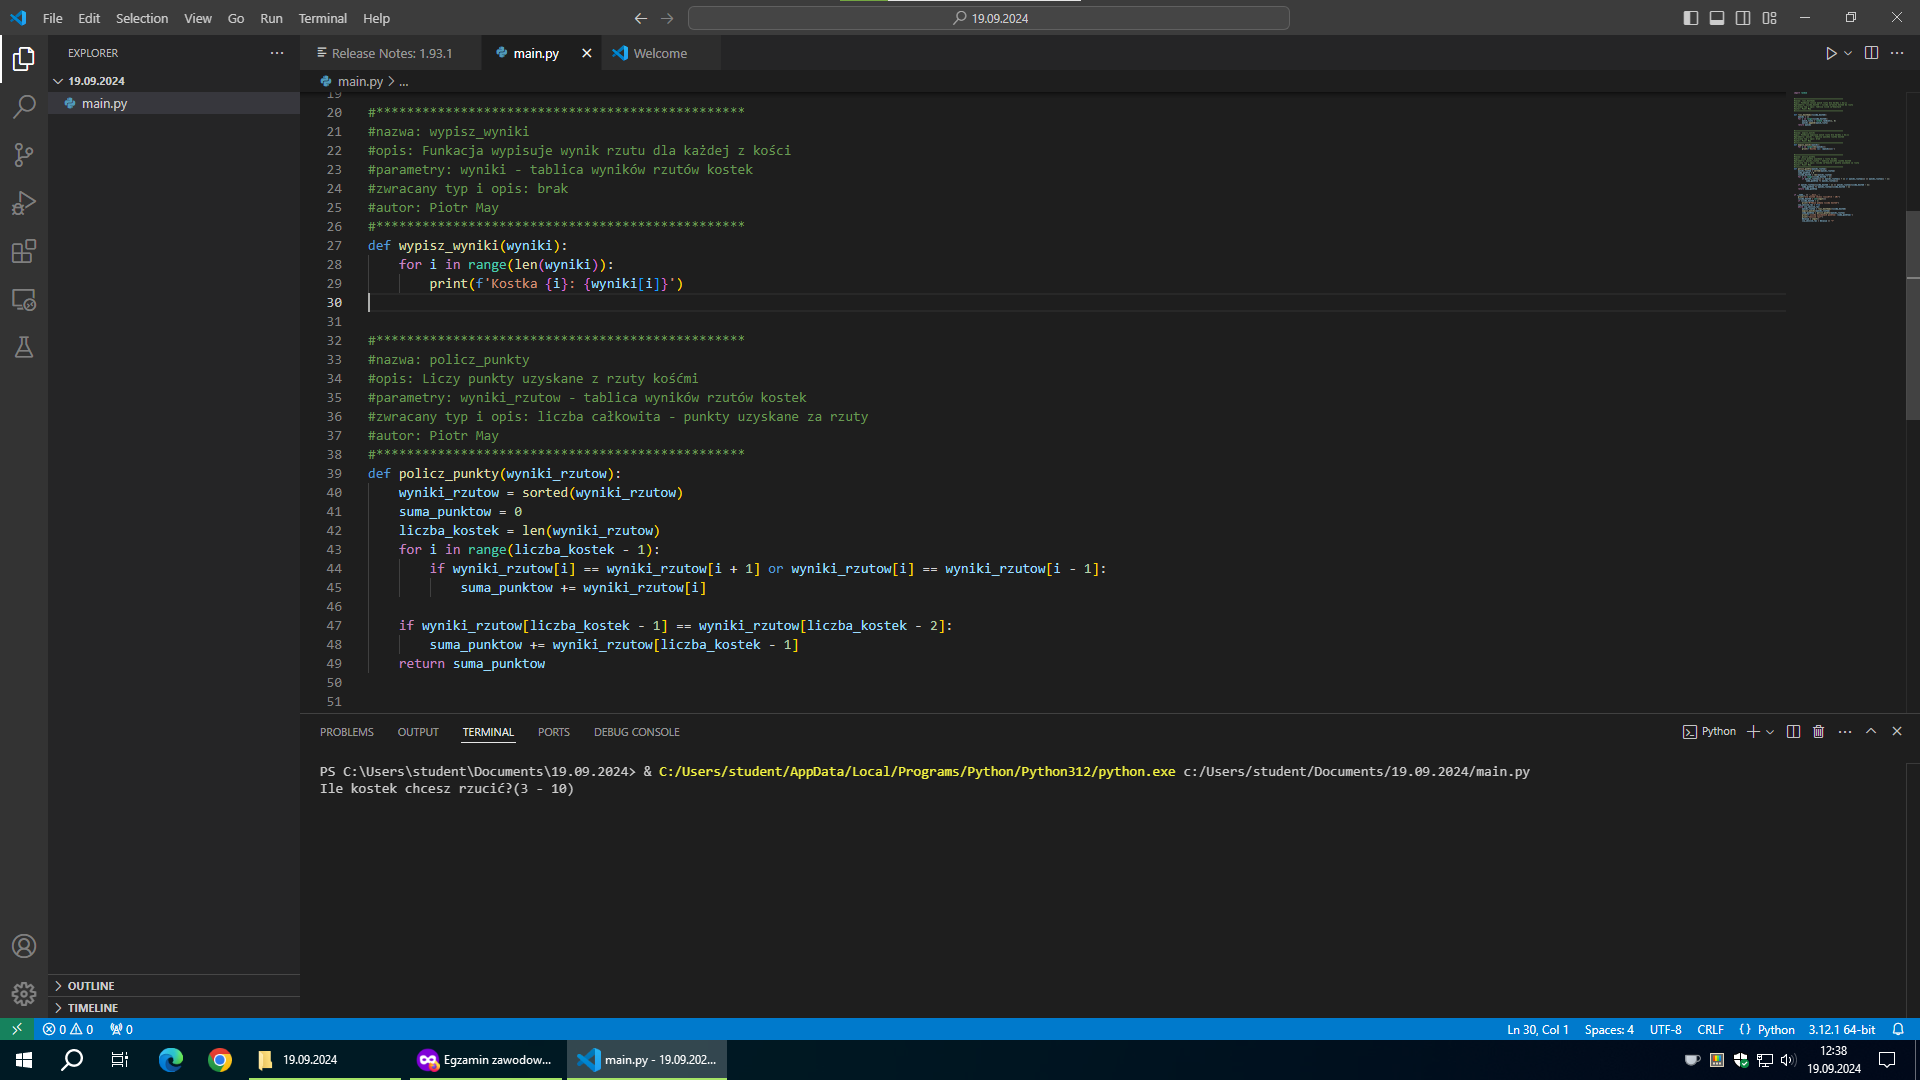 File Edit Selection View Go Run Terminal Help
19.09.2024
EXPLORER
19.09.2024
main.py
OUTLINE
TIMELINE
Release Notes: 1.93.1
main.py
Welcome
main.py > ...
19
20 #************************************************
21 #nazwa: wypisz_wyniki
22 #opis: Funkacja wypisuje wynik rzutu dla każdej z kości
23 #parametry: wyniki - tablica wyników rzutów kostek
24 #zwracany typ i opis: brak
25 #autor: Piotr May
26 #************************************************
27 def wypisz_wyniki(wyniki):
28     for i in range(len(wyniki)):
29         print(f'Kostka {i}: {wyniki[i]}')
30
31
32 #************************************************
33 #nazwa: policz_punkty
34 #opis: Liczy punkty uzyskane z rzuty kośćmi
35 #parametry: wyniki_rzutow - tablica wyników rzutów kostek
36 #zwracany typ i opis: liczba całkowita - punkty uzyskane za rzuty
37 #autor: Piotr May
38 #************************************************
39 def policz_punkty(wyniki_rzutow):
40     wyniki_rzutow = sorted(wyniki_rzutow)
41     suma_punktow = 0
42     liczba_kostek = len(wyniki_rzutow)
43     for i in range(liczba_kostek - 1):
44         if wyniki_rzutow[i] == wyniki_rzutow[i + 1] or wyniki_rzutow[i] == wyniki_rzutow[i - 1]:
45             suma_punktow += wyniki_rzutow[i]
46
47     if wyniki_rzutow[liczba_kostek - 1] == wyniki_rzutow[liczba_kostek - 2]:
48         suma_punktow += wyniki_rzutow[liczba_kostek - 1]
49     return suma_punktow
50
51
PROBLEMS OUTPUT TERMINAL PORTS DEBUG CONSOLE
Python
PS C:\Users\student\Documents\19.09.2024> & C:/Users/student/AppData/Local/Programs/Python/Python312/python.exe c:/Users/student/Documents/19.09.2024/main.py
Ile kostek chcesz rzucić?(3 - 10)
0 0 0
Ln 30, Col 1 Spaces: 4 UTF-8 CRLF {} Python 3.12.1 64-bit
19.09.2024
Egzamin zawodow...
main.py - 19.09.202...
12:38
19.09.2024